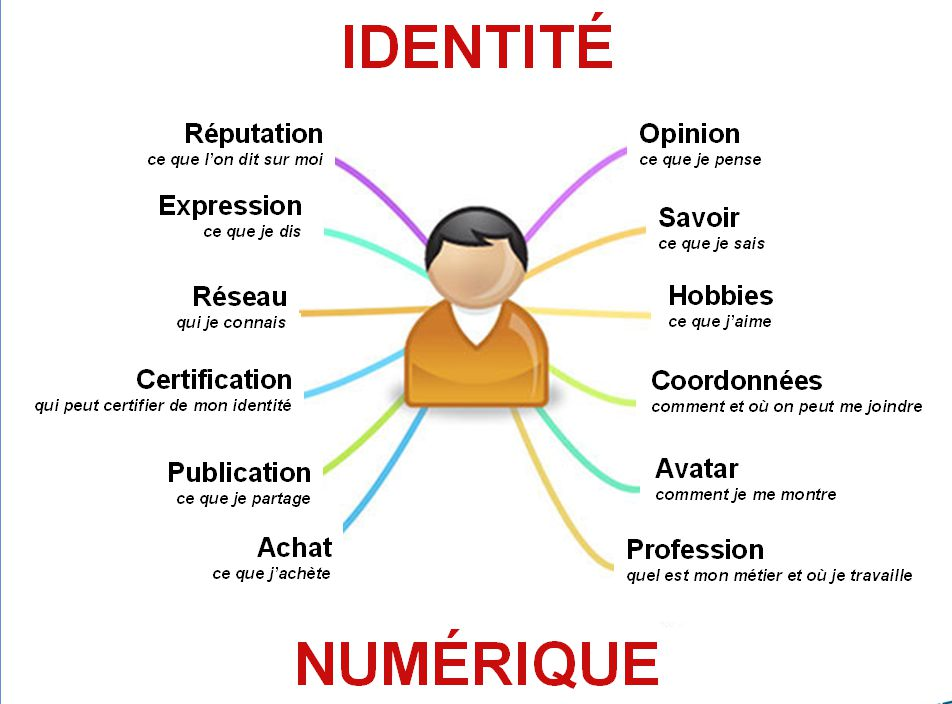 IDENTITÉ
Réputation
ce que l'on dit sur moi
Expression
ce que je dis
Réseau
qui je connais
Certification
qui peut certifier de mon identité
Publication
ce que je partage
Achat
ce que j'achète
Opinion
ce que je pense
Savoir
ce que je sais
Hobbies
ce que j'aime
Coordonnées
comment et où on peut me joindre
Avatar
comment je me montre
Profession
quel est mon métier et où je travaille
NUMÉRIQUE